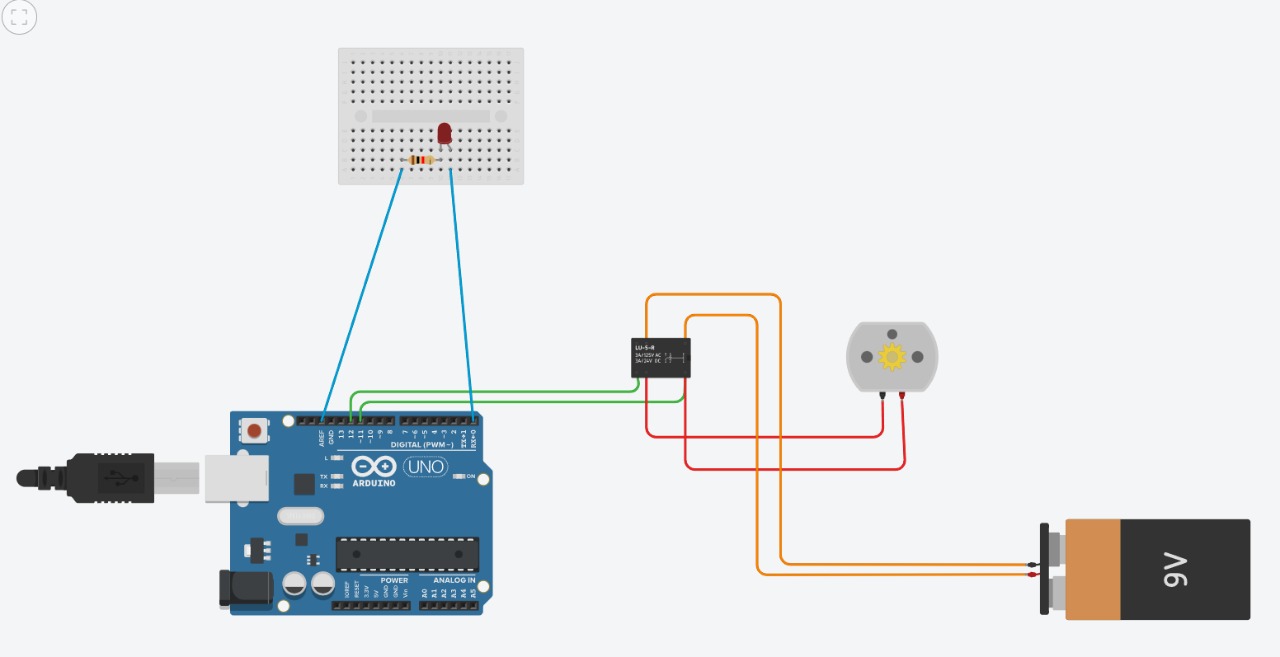 LU-5-R
3A/125V AC
3A/24V DC
AREF
GND
13
12
~11
~10
~9
8
7
~6
~5
4
~3
2
TX→1
RX←0
DIGITAL (PWM~)
L
TX
RX
UNO
ON
ARDUINO
POWER
ANALOG IN
IOREF
RESET
3.3V
5V
GND
GND
Vin
A0
A1
A2
A3
A4
A5
9V